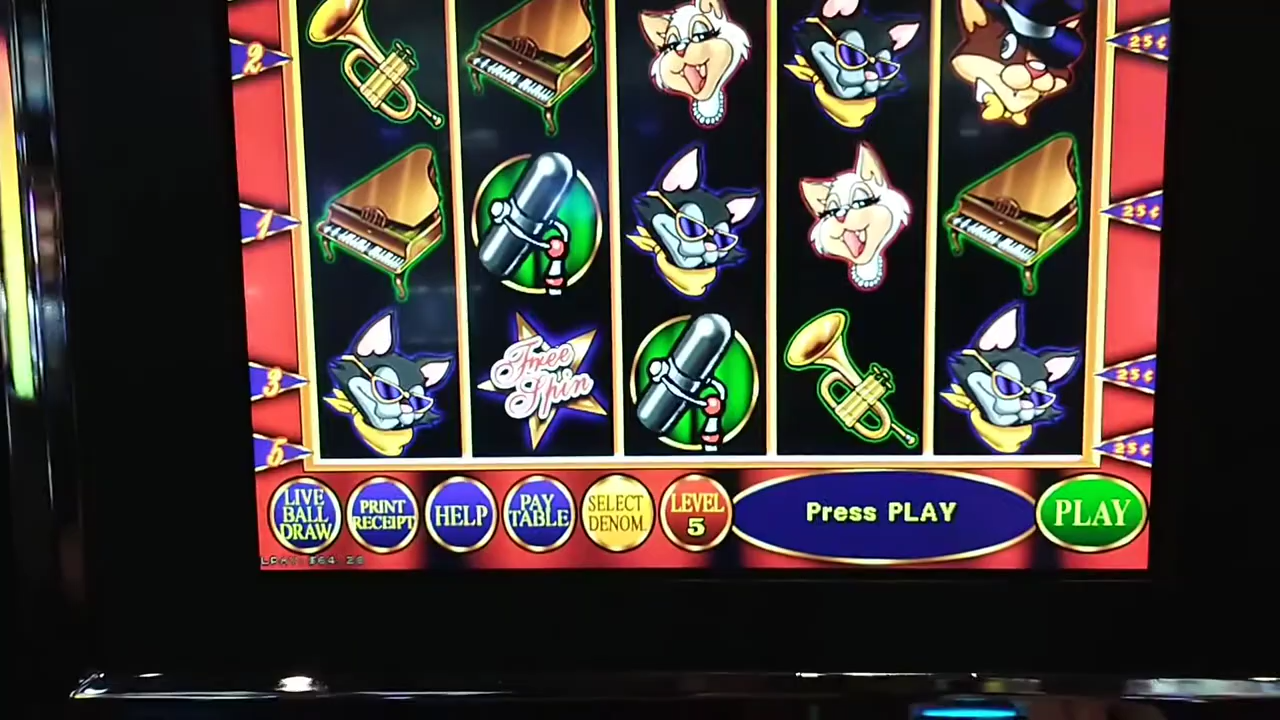 2
25¢
1
25¢
Free
Spin
3
25¢
5
25¢
LIVE
BALL
DRAW
PRINT
RECEIPT
HELP
PAY
TABLE
SELECT
DENOM.
LEVEL
5
Press PLAY
PLAY